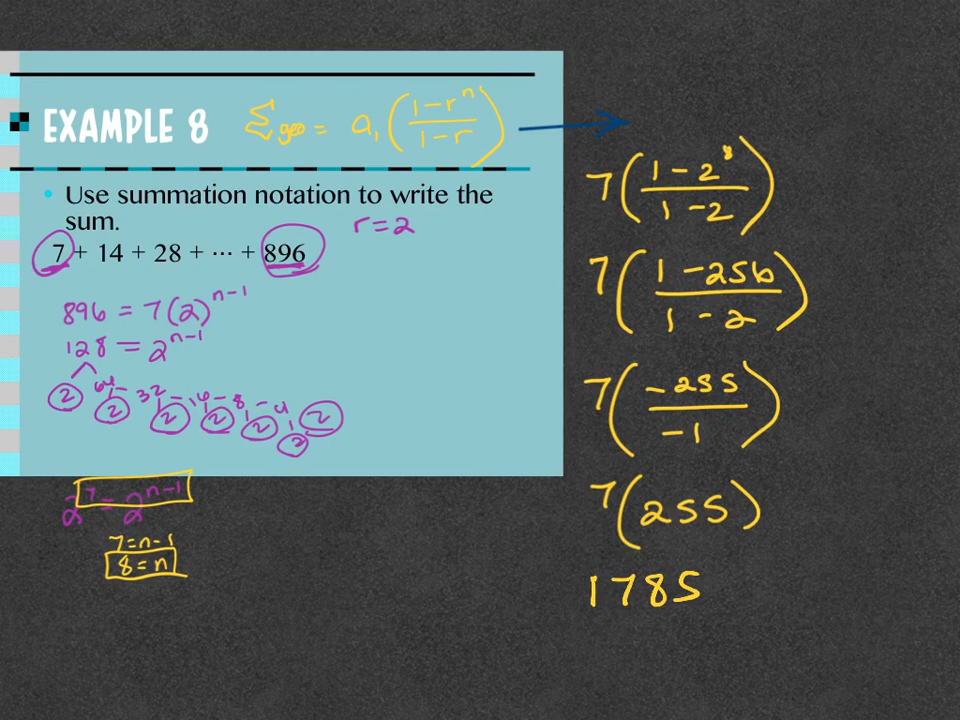 EXAMPLE 8
Σgeo = a₁ ( (1-rⁿ) / (1-r) )
• Use summation notation to write the
sum.
r=2
7 + 14 + 28 + ··· + 896
896 = 7(2)^(n-1)
128 = 2^(n-1)
2 64 32 16 8 4 2
2 2 2 2 2
2^7 = 2^(n-1)
7=n-1
8=n
7( (1-2^8) / (1-2) )
7( (1-256) / (1-2) )
7( (-255) / (-1) )
7(255)
1785